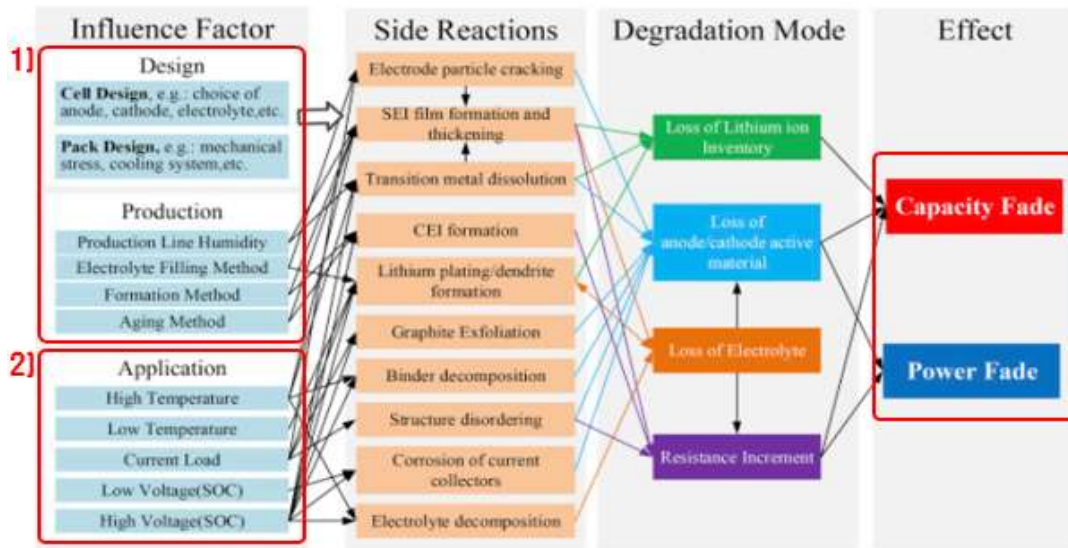 Influence Factor
Side Reactions
Degradation Mode
Effect
1)
Design
Cell Design, e.g.: choice of
anode, cathode, electrolyte,etc.
Pack Design, e.g.: mechanical
stress, cooling system,etc.
Production
Production Line Humidity
Electrolyte Filling Method
Formation Method
Aging Method
2)
Application
High Temperature
Low Temperature
Current Load
Low Voltage(SOC)
High Voltage(SOC)
Electrode particle cracking
SEI film formation and
thickening
Transition metal dissolution
CEI formation
Lithium plating/dendrite
formation
Graphite Exfoliation
Binder decomposition
Structure disordering
Corrosion of current
collectors
Electrolyte decomposition
Loss of Lithium ion
Inventory
Loss of
anode/cathode active
material
Loss of Electrolyte
Resistance Increment
Capacity Fade
Power Fade